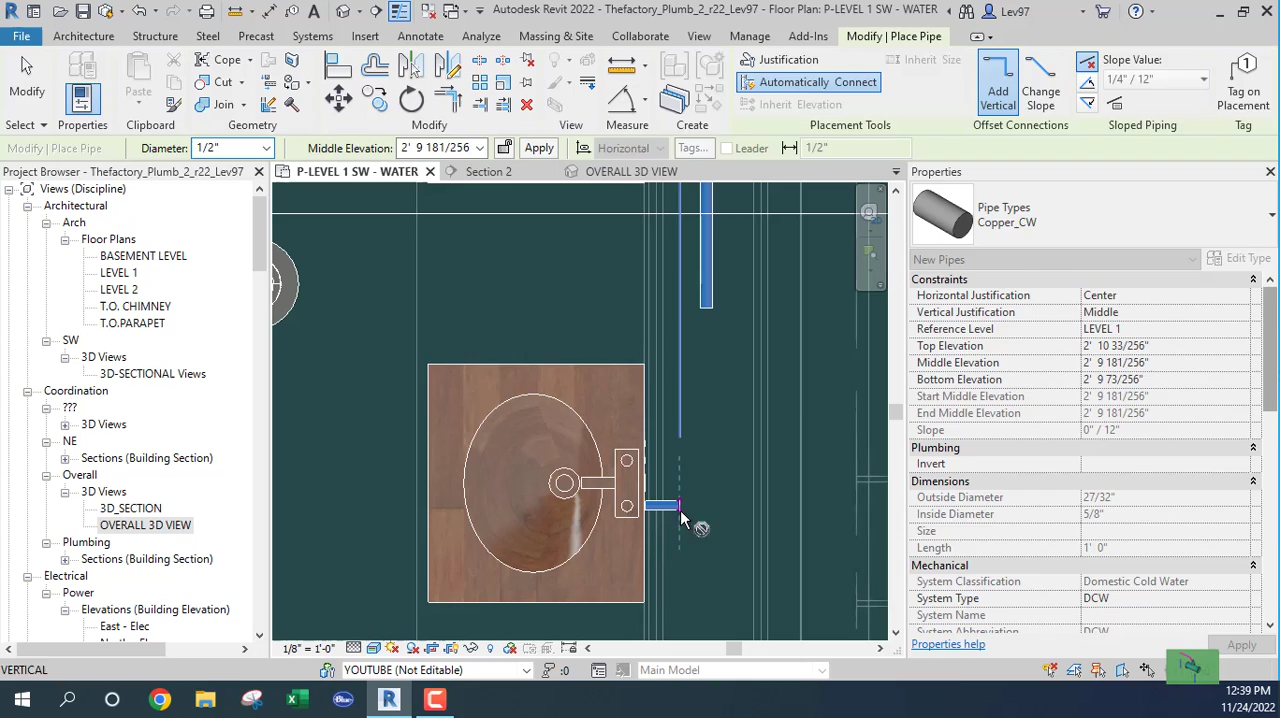 Autodesk Revit 2022 - Thefactory_Plumb_2_r22_Lev97 - Floor Plan: P-LEVEL 1 SW - WATER
Lev97
File Architecture Structure Steel Precast Systems Insert Annotate Analyze Massing & Site Collaborate View Manage Add-Ins Modify | Place Pipe
Modify
Paste
Cope
Cut
Join
Justification
Automatically Connect
Inherit Elevation
Add Vertical
Change Slope
Inherit Size
Slope Value:
1/4" / 12"
Tag on Placement
Select Properties Clipboard Geometry Modify View Measure Create Placement Tools Offset Connections Sloped Piping Tag
Modify | Place Pipe Diameter: 1/2" Middle Elevation: 2' 9 181/256 Apply Horizontal Tags... Leader 1/2"
Project Browser - Thefactory_Plumb_2_r22_Lev97
P-LEVEL 1 SW - WATER
Section 2
OVERALL 3D VIEW
Properties
Views (Discipline)
Architectural
Arch
Floor Plans
BASEMENT LEVEL
LEVEL 1
LEVEL 2
T.O. CHIMNEY
T.O.PARAPET
SW
3D Views
3D-SECTIONAL Views
Coordination
???
3D Views
NE
Sections (Building Section)
Overall
3D Views
3D_SECTION
OVERALL 3D VIEW
Plumbing
Sections (Building Section)
Electrical
Power
Elevations (Building Elevation)
East - Elec
Pipe Types
Copper_CW
New Pipes
Edit Type
Constraints
Horizontal Justification Center
Vertical Justification Middle
Reference Level LEVEL 1
Top Elevation 2' 10 33/256"
Middle Elevation 2' 9 181/256"
Bottom Elevation 2' 9 73/256"
Start Middle Elevation 2' 9 181/256"
End Middle Elevation 2' 9 181/256"
Slope 0" / 12"
Plumbing
Invert
Dimensions
Outside Diameter 27/32"
Inside Diameter 5/8"
Size
Length 1' 0"
Mechanical
System Classification Domestic Cold Water
System Type DCW
System Name
System Abbreviation DCW
Properties help
Apply
1/8" = 1'-0"
VERTICAL
YOUTUBE (Not Editable)
:0
Main Model
12:39 PM
11/24/2022